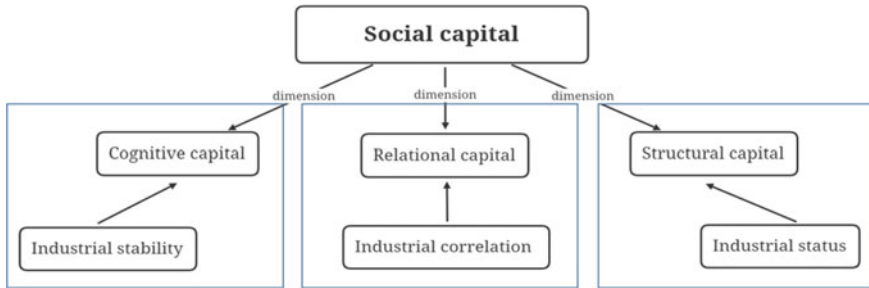 Social capital
dimension
dimension
dimension
Cognitive capital
Relational capital
Structural capital
Industrial stability
Industrial correlation
Industrial status